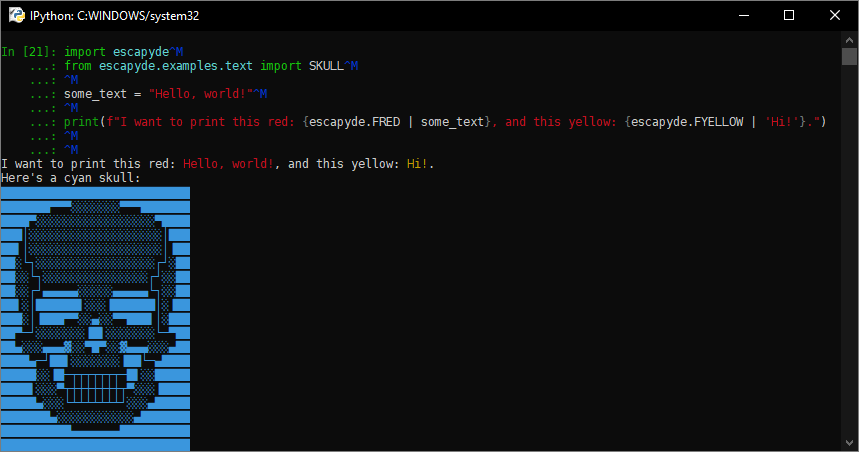 IPython: C:WINDOWS/system32
In [21]: import escapyde^M
    ...: from escapyde.examples.text import SKULL^M
    ...: ^M
    ...: some_text = "Hello, world!"^M
    ...: ^M
    ...: print(f"I want to print this red: {escapyde.FRED | some_text}, and this yellow: {escapyde.FYELLOW | 'Hi!'}.")
    ...: ^M
    ...: ^M
I want to print this red: Hello, world!, and this yellow: Hi!.
Here's a cyan skull: